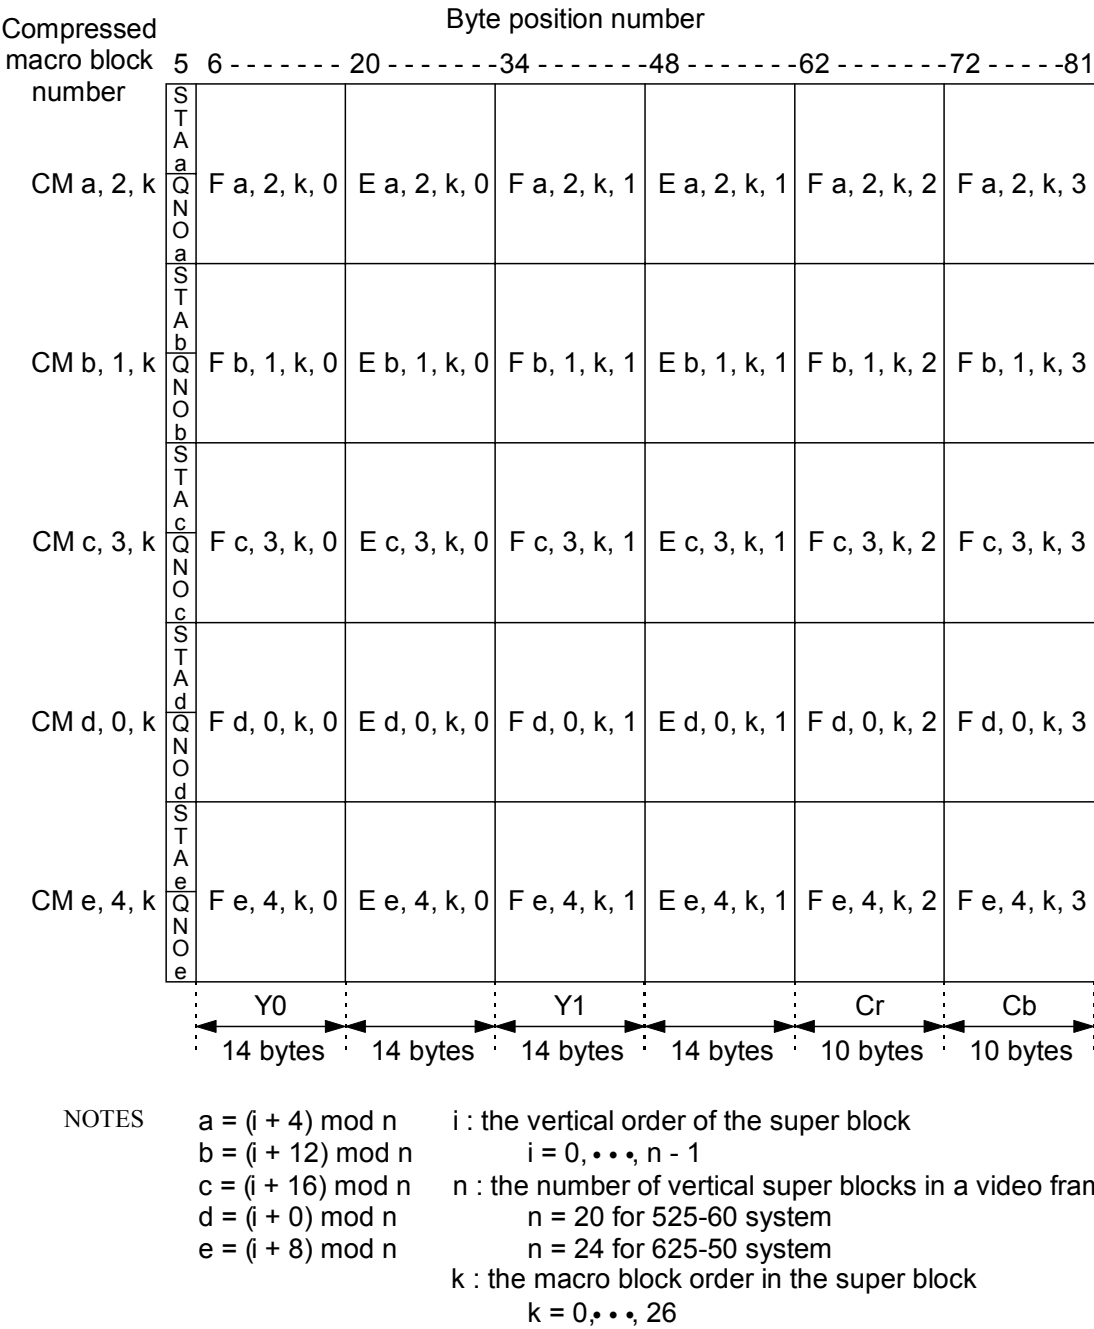 Byte position number
Compressed
macro block
number
5 6 - - - - - - - 20 - - - - - - - 34 - - - - - - - 48 - - - - - - - 62 - - - - - - - 72 - - - - - 81
CM a, 2, k
S
T
A
a
Q
N
O
a
F a, 2, k, 0 E a, 2, k, 0 F a, 2, k, 1 E a, 2, k, 1 F a, 2, k, 2 F a, 2, k, 3
CM b, 1, k
S
T
A
b
Q
N
O
b
F b, 1, k, 0 E b, 1, k, 0 F b, 1, k, 1 E b, 1, k, 1 F b, 1, k, 2 F b, 1, k, 3
CM c, 3, k
S
T
A
c
Q
N
O
c
F c, 3, k, 0 E c, 3, k, 0 F c, 3, k, 1 E c, 3, k, 1 F c, 3, k, 2 F c, 3, k, 3
CM d, 0, k
S
T
A
d
Q
N
O
d
F d, 0, k, 0 E d, 0, k, 0 F d, 0, k, 1 E d, 0, k, 1 F d, 0, k, 2 F d, 0, k, 3
CM e, 4, k
S
T
A
e
Q
N
O
e
F e, 4, k, 0 E e, 4, k, 0 F e, 4, k, 1 E e, 4, k, 1 F e, 4, k, 2 F e, 4, k, 3
Y0 Y1 Cr Cb
14 bytes 14 bytes 14 bytes 14 bytes 10 bytes 10 bytes
NOTES
a = (i + 4) mod n
b = (i + 12) mod n
c = (i + 16) mod n
d = (i + 0) mod n
e = (i + 8) mod n
i : the vertical order of the super block
i = 0, • • •, n - 1
n : the number of vertical super blocks in a video
n = 20 for 525-60 system
n = 24 for 625-50 system
k : the macro block order in the super block
k = 0, • • •, 26